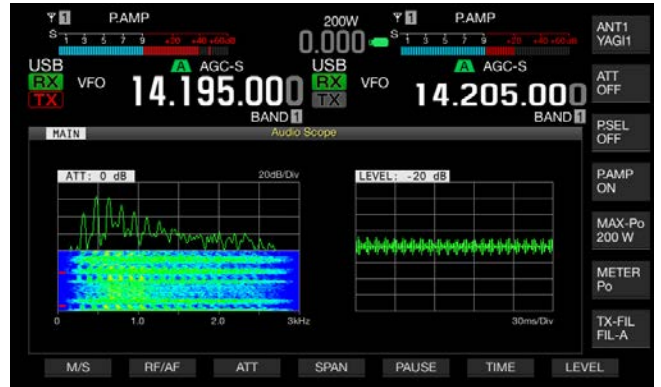 1 P.AMP 200W 1 P.AMP ANT1
YAGI1
S 1 3 5 7 9 +20 +40 +60dB 0.000 S 1 3 5 7 9 +20 +40 +60dB
USB A AGC-S USB A AGC-S
ATT
OFF
RX VFO 14.195.000 RX VFO 14.205.000
TX TX
BAND 1 BAND 1
P.SEL
OFF
MAIN Audio Scope
P.AMP
ON
ATT: 0 dB 20dB/Div LEVEL: -20 dB
MAX-Po
200 W
METER
Po
0 1.0 2.0 3kHz 30ms/Div
TX-FIL
FIL-A
M/S RF/AF ATT SPAN PAUSE TIME LEVEL